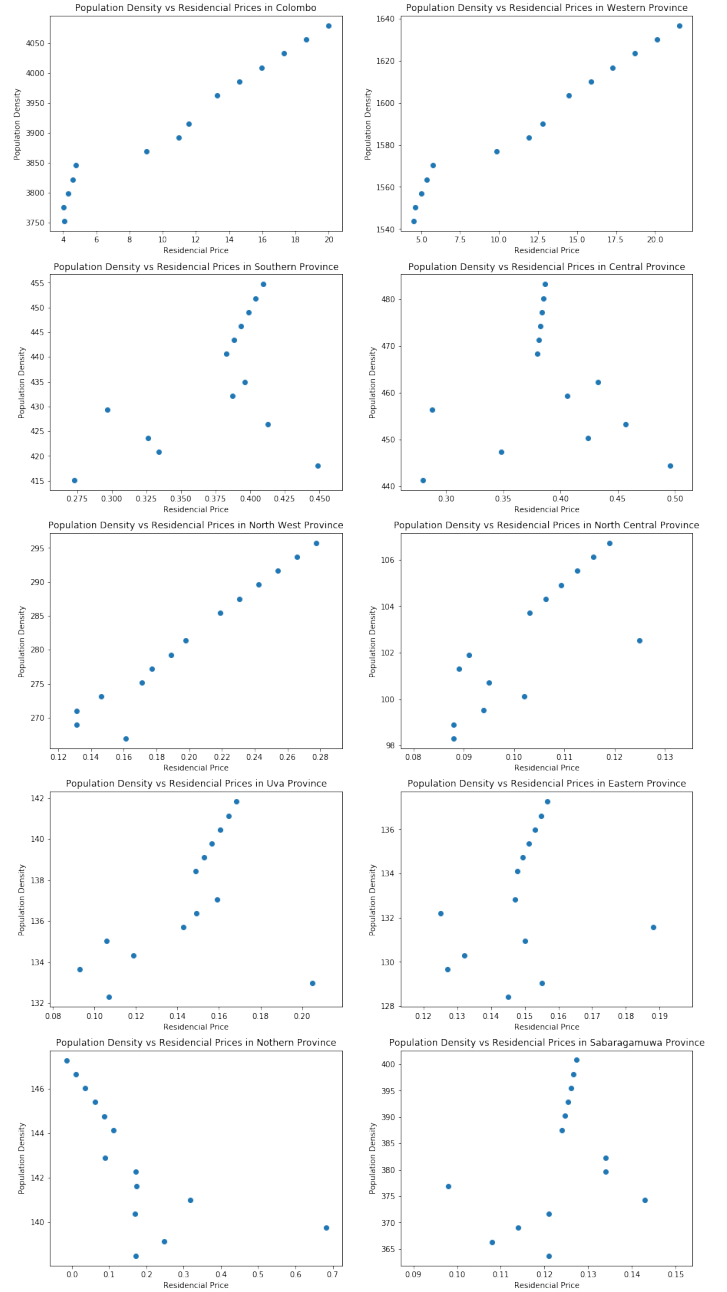 Population Density vs Residencial Prices in Colombo
Population Density
4050
4000
3950
3900
3850
3800
3750
4 6 8 10 12 14 16 18 20
Residencial Price
Population Density vs Residencial Prices in Western Province
Population Density
1640
1620
1600
1580
1560
1540
5.0 7.5 10.0 12.5 15.0 17.5 20.0
Residencial Price
Population Density vs Residencial Prices in Southern Province
Population Density
455
450
445
440
435
430
425
420
415
0.275 0.300 0.325 0.350 0.375 0.400 0.425 0.450
Residencial Price
Population Density vs Residencial Prices in Central Province
Population Density
480
470
460
450
440
0.30 0.35 0.40 0.45 0.50
Residencial Price
Population Density vs Residencial Prices in North West Province
Population Density
295
290
285
280
275
270
0.12 0.14 0.16 0.18 0.20 0.22 0.24 0.26 0.28
Residencial Price
Population Density vs Residencial Prices in North Central Province
Population Density
106
104
102
100
98
0.08 0.09 0.10 0.11 0.12 0.13
Residencial Price
Population Density vs Residencial Prices in Uva Province
Population Density
142
140
138
136
134
132
0.08 0.10 0.12 0.14 0.16 0.18 0.20
Residencial Price
Population Density vs Residencial Prices in Eastern Province
Population Density
136
134
132
130
128
0.12 0.13 0.14 0.15 0.16 0.17 0.18 0.19
Residencial Price
Population Density vs Residencial Prices in Nothern Province
Population Density
146
144
142
140
0.0 0.1 0.2 0.3 0.4 0.5 0.6 0.7
Residencial Price
Population Density vs Residencial Prices in Sabaragamuwa Province
Population Density
400
395
390
385
380
375
370
365
0.09 0.10 0.11 0.12 0.13 0.14 0.15
Residencial Price